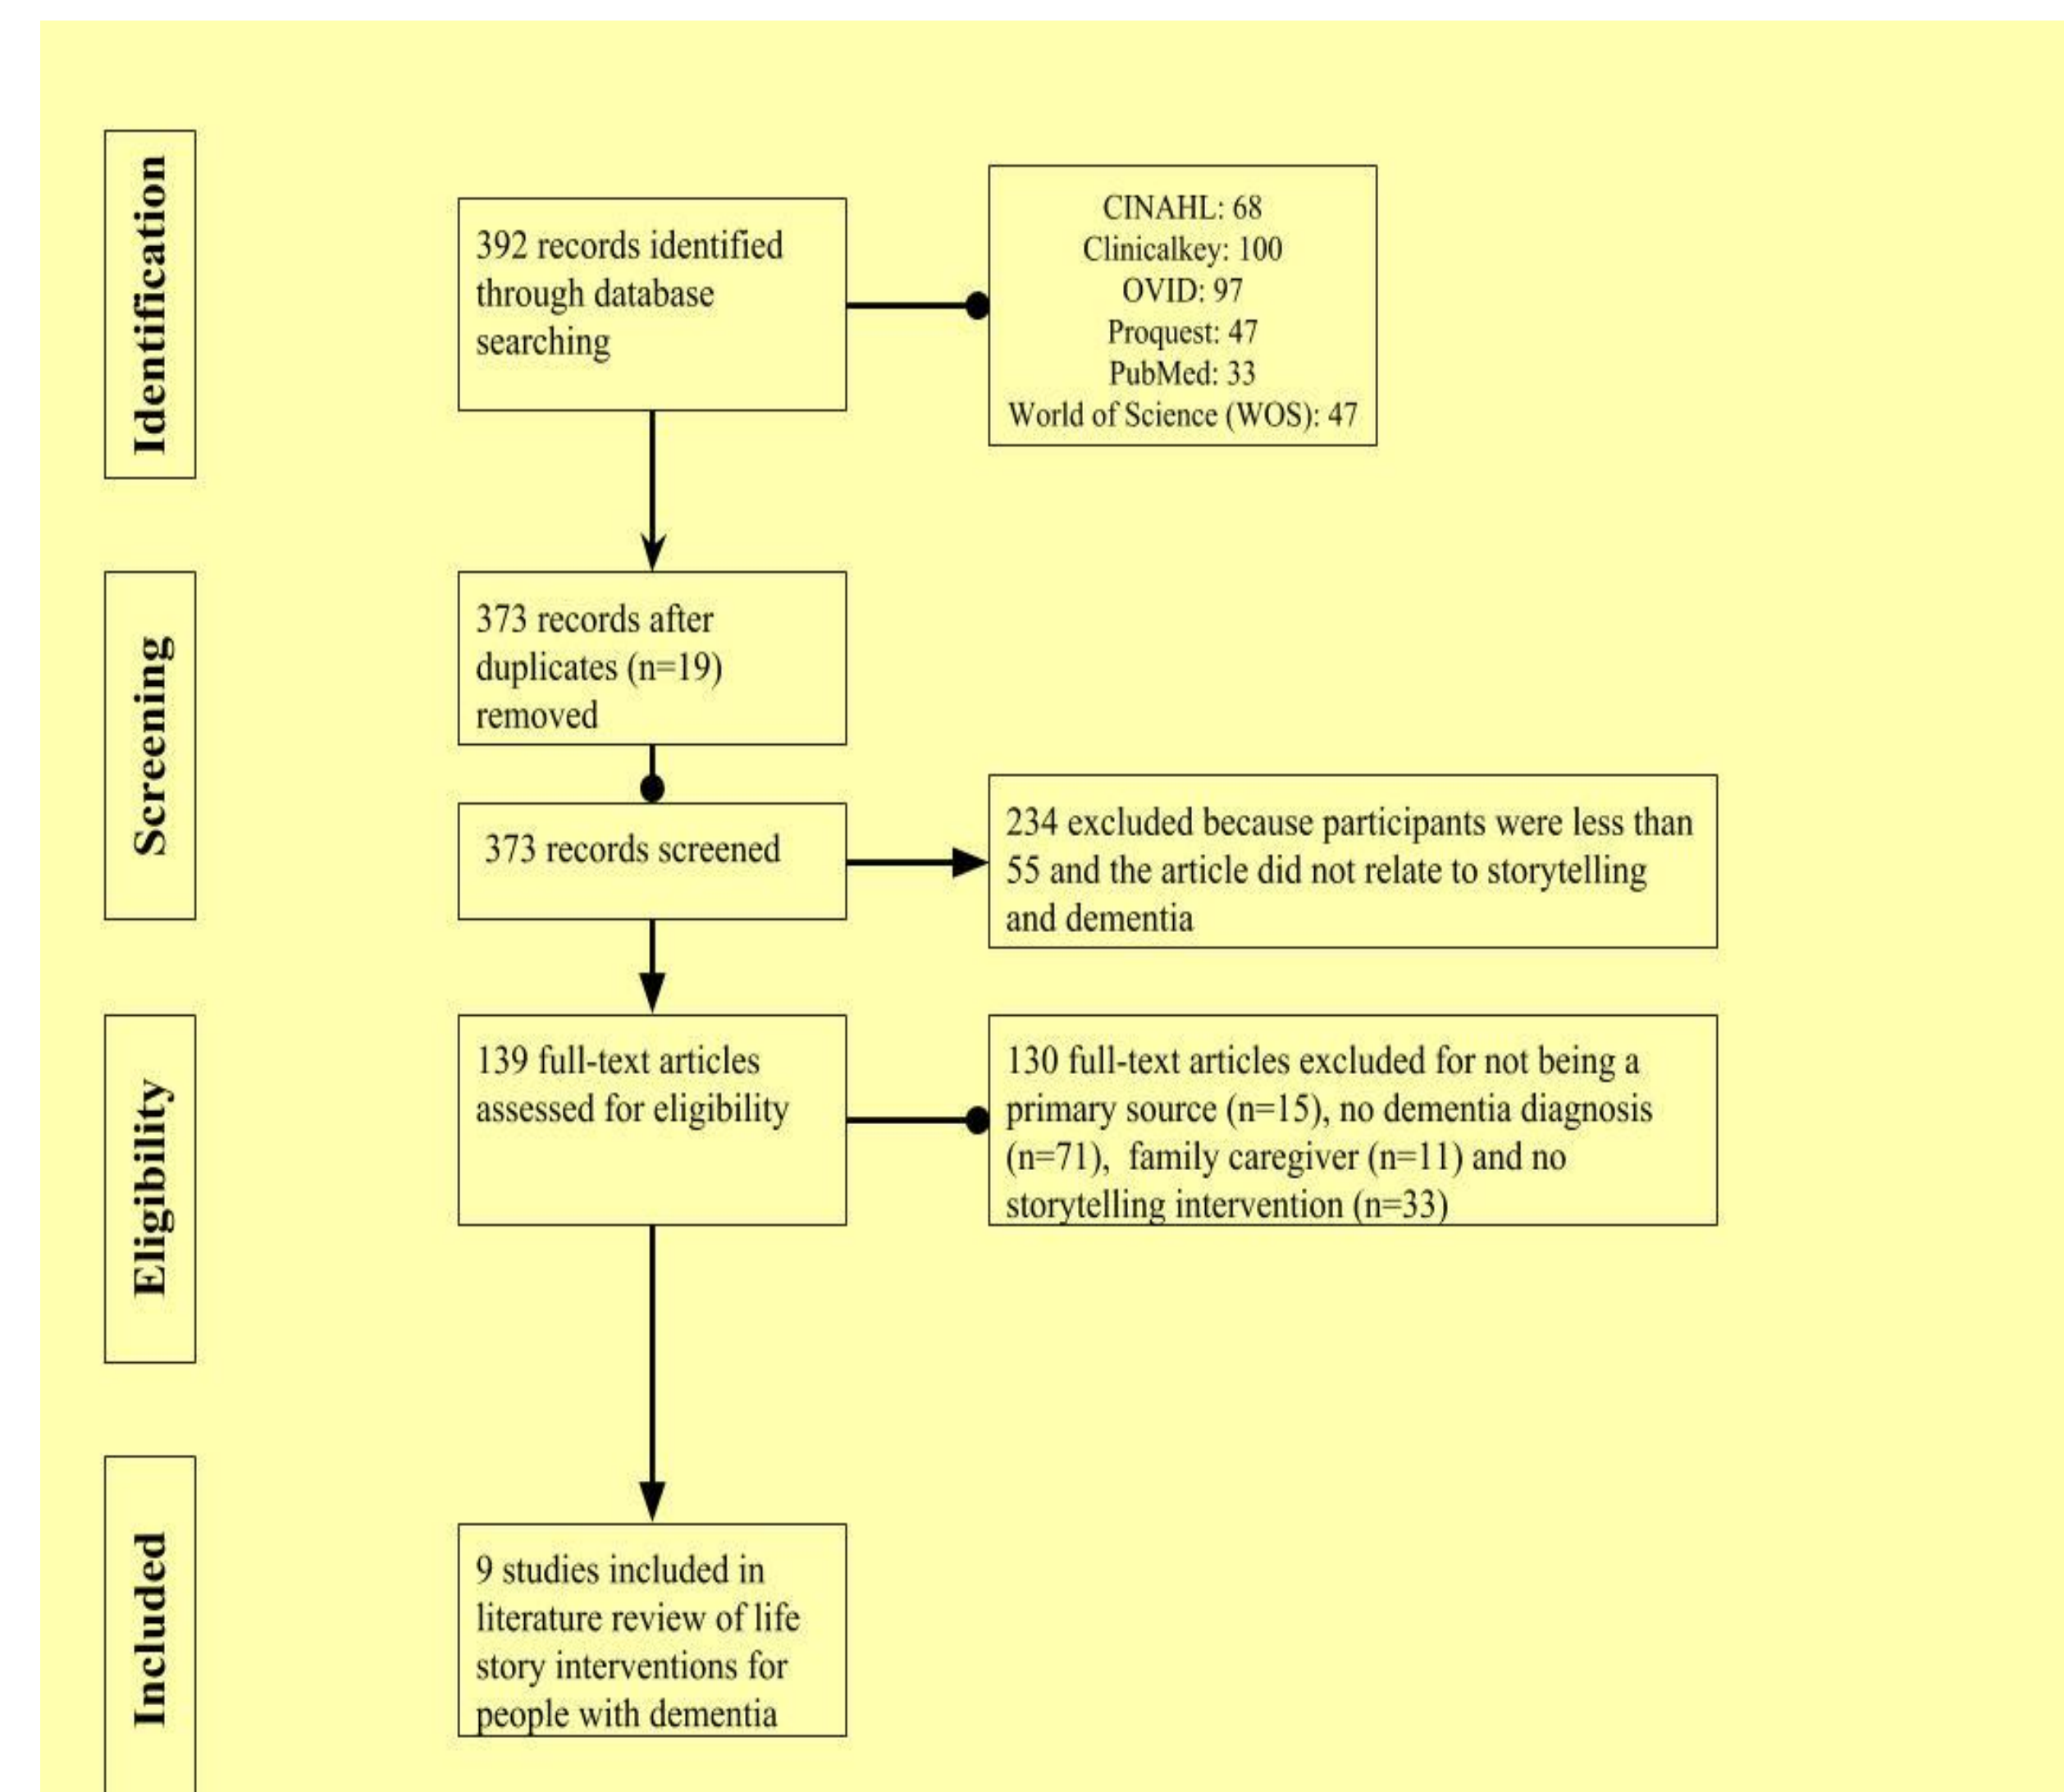 Identification
392 records identified
through database
searching
CINAHL: 68
Clinicalkey: 100
OVID: 97
Proquest: 47
PubMed: 33
World of Science (WOS): 47
Screening
373 records after
duplicates (n=19)
removed
373 records screened
234 excluded because participants were less than
55 and the article did not relate to storytelling
and dementia
Eligibility
139 full-text articles
assessed for eligibility
130 full-text articles excluded for not being a
primary source (n=15), no dementia diagnosis
(n=71),  family caregiver (n=11) and no
storytelling intervention (n=33)
Included
9 studies included in
literature review of life
story interventions for
people with dementia